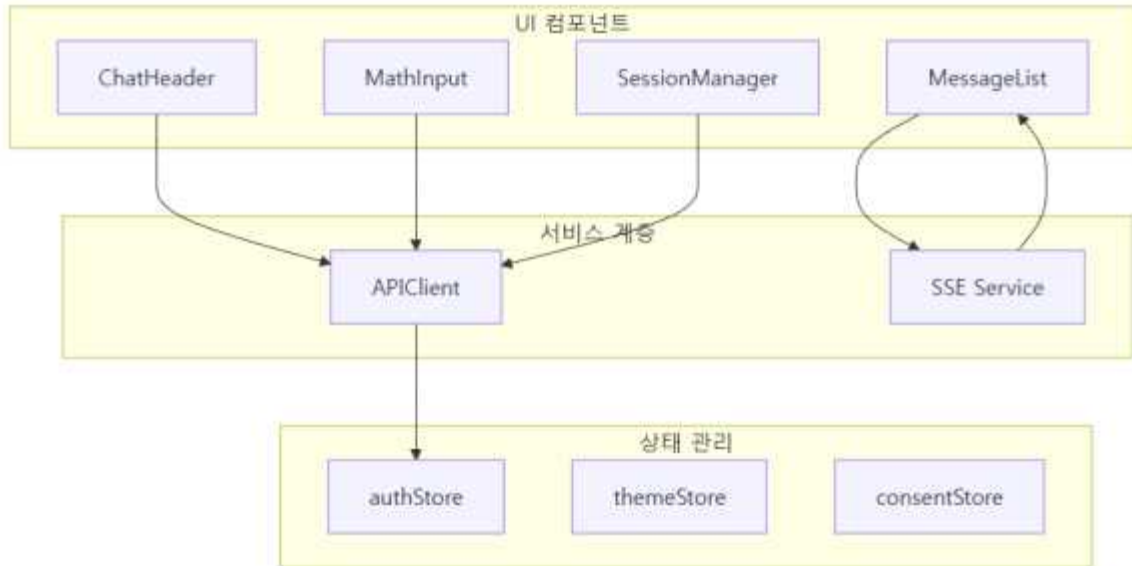 UI 컴포넌트
ChatHeader
MathInput
SessionManager
MessageList
서비스 계층
APIClient
SSE Service
상태 관리
authStore
themeStore
consentStore